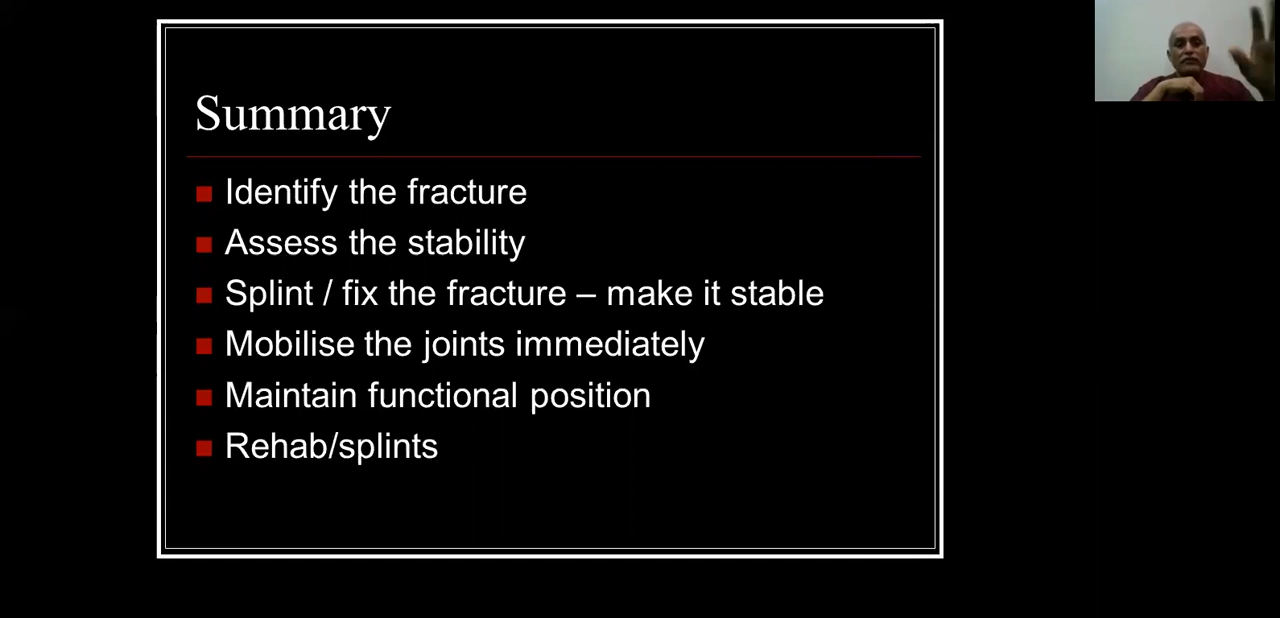 Summary
Identify the fracture
Assess the stability
Splint / fix the fracture – make it stable
Mobilise the joints immediately
Maintain functional position
Rehab/splints